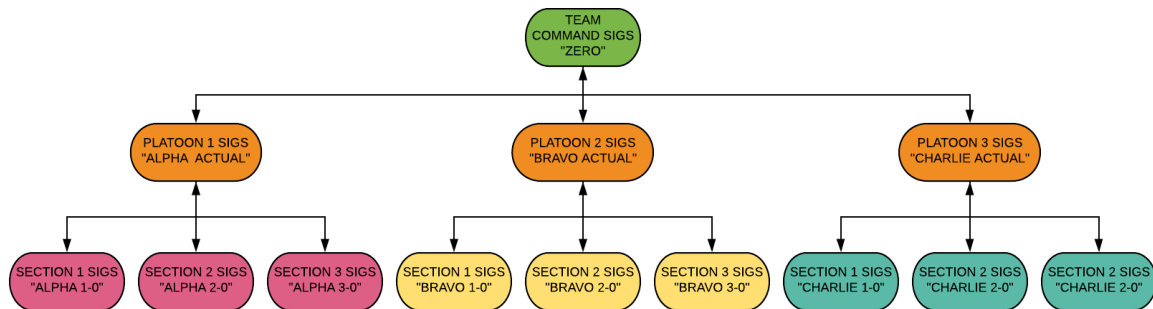 TEAM
COMMAND SIGS
"ZERO"
PLATOON 1 SIGS
"ALPHA  ACTUAL"
PLATOON 2 SIGS
"BRAVO ACTUAL"
PLATOON 3 SIGS
"CHARLIE ACTUAL"
SECTION 1 SIGS
"ALPHA 1-0"
SECTION 2 SIGS
"ALPHA 2-0"
SECTION 3 SIGS
"ALPHA 3-0"
SECTION 1 SIGS
"BRAVO 1-0"
SECTION 2 SIGS
"BRAVO 2-0"
SECTION 3 SIGS
"BRAVO 3-0"
SECTION 1 SIGS
"CHARLIE 1-0"
SECTION 2 SIGS
"CHARLIE 2-0"
SECTION 2 SIGS
"CHARLIE 2-0"